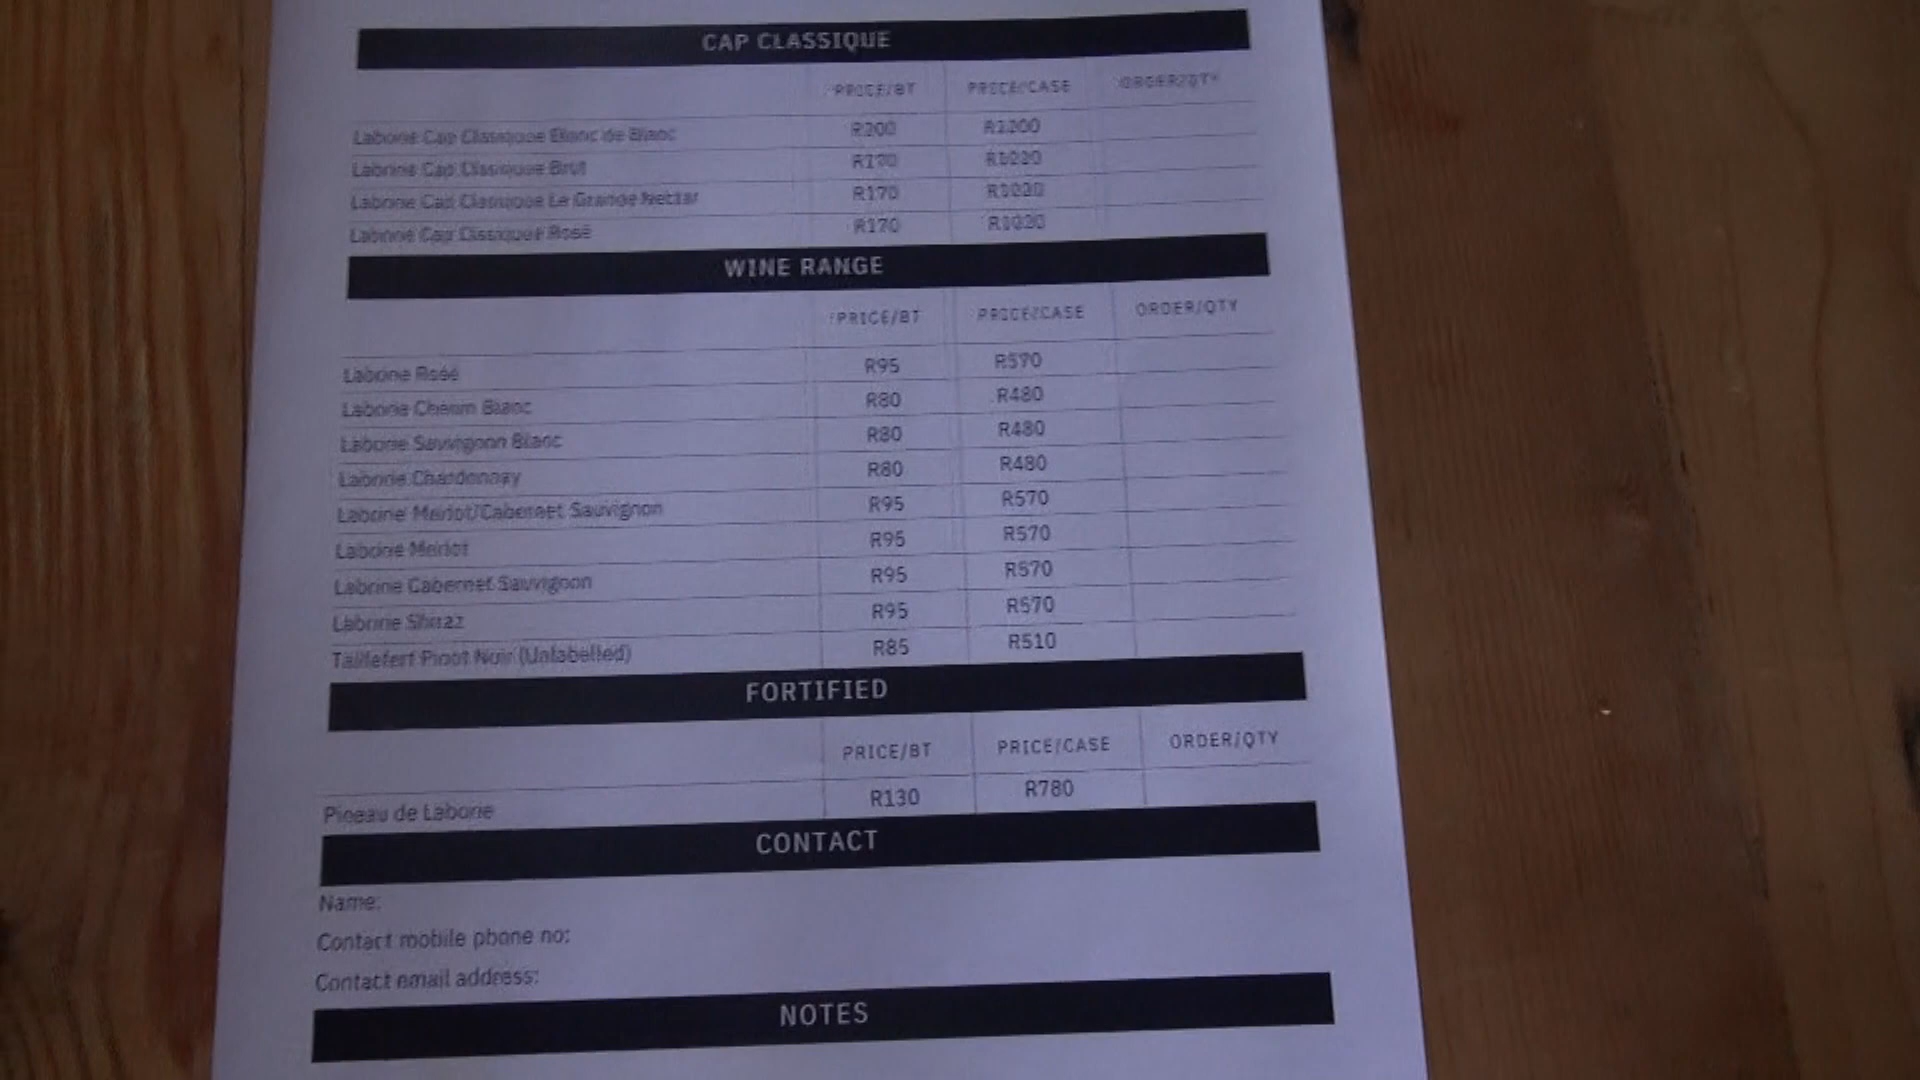 CAP CLASSIQUE
PRICE/BT PRICE/CASE ORDER/QTY
Laborie Cap Classique Blanc de Blanc R200 R1200
Laborie Cap Classique Brut R170 R1020
Laborie Cap Classique Le Grande Nectar R170 R1020
Laborie Cap Classique Rosé R170 R1020
WINE RANGE
PRICE/BT PRICE/CASE ORDER/QTY
Laborie Rosé R95 R570
Laborie Chenin Blanc R80 R480
Laborie Sauvignon Blanc R80 R480
Laborie Chardonnay R80 R480
Laborie Merlot/Cabernet Sauvignon R95 R570
Laborie Merlot R95 R570
Laborie Cabernet Sauvignon R95 R570
Laborie Shiraz R95 R570
Taillefert Pinot Noir (Unlabelled) R85 R510
FORTIFIED
PRICE/BT PRICE/CASE ORDER/QTY
Pineau de Laborie R130 R780
CONTACT
Name:
Contact mobile phone no:
Contact email address:
NOTES